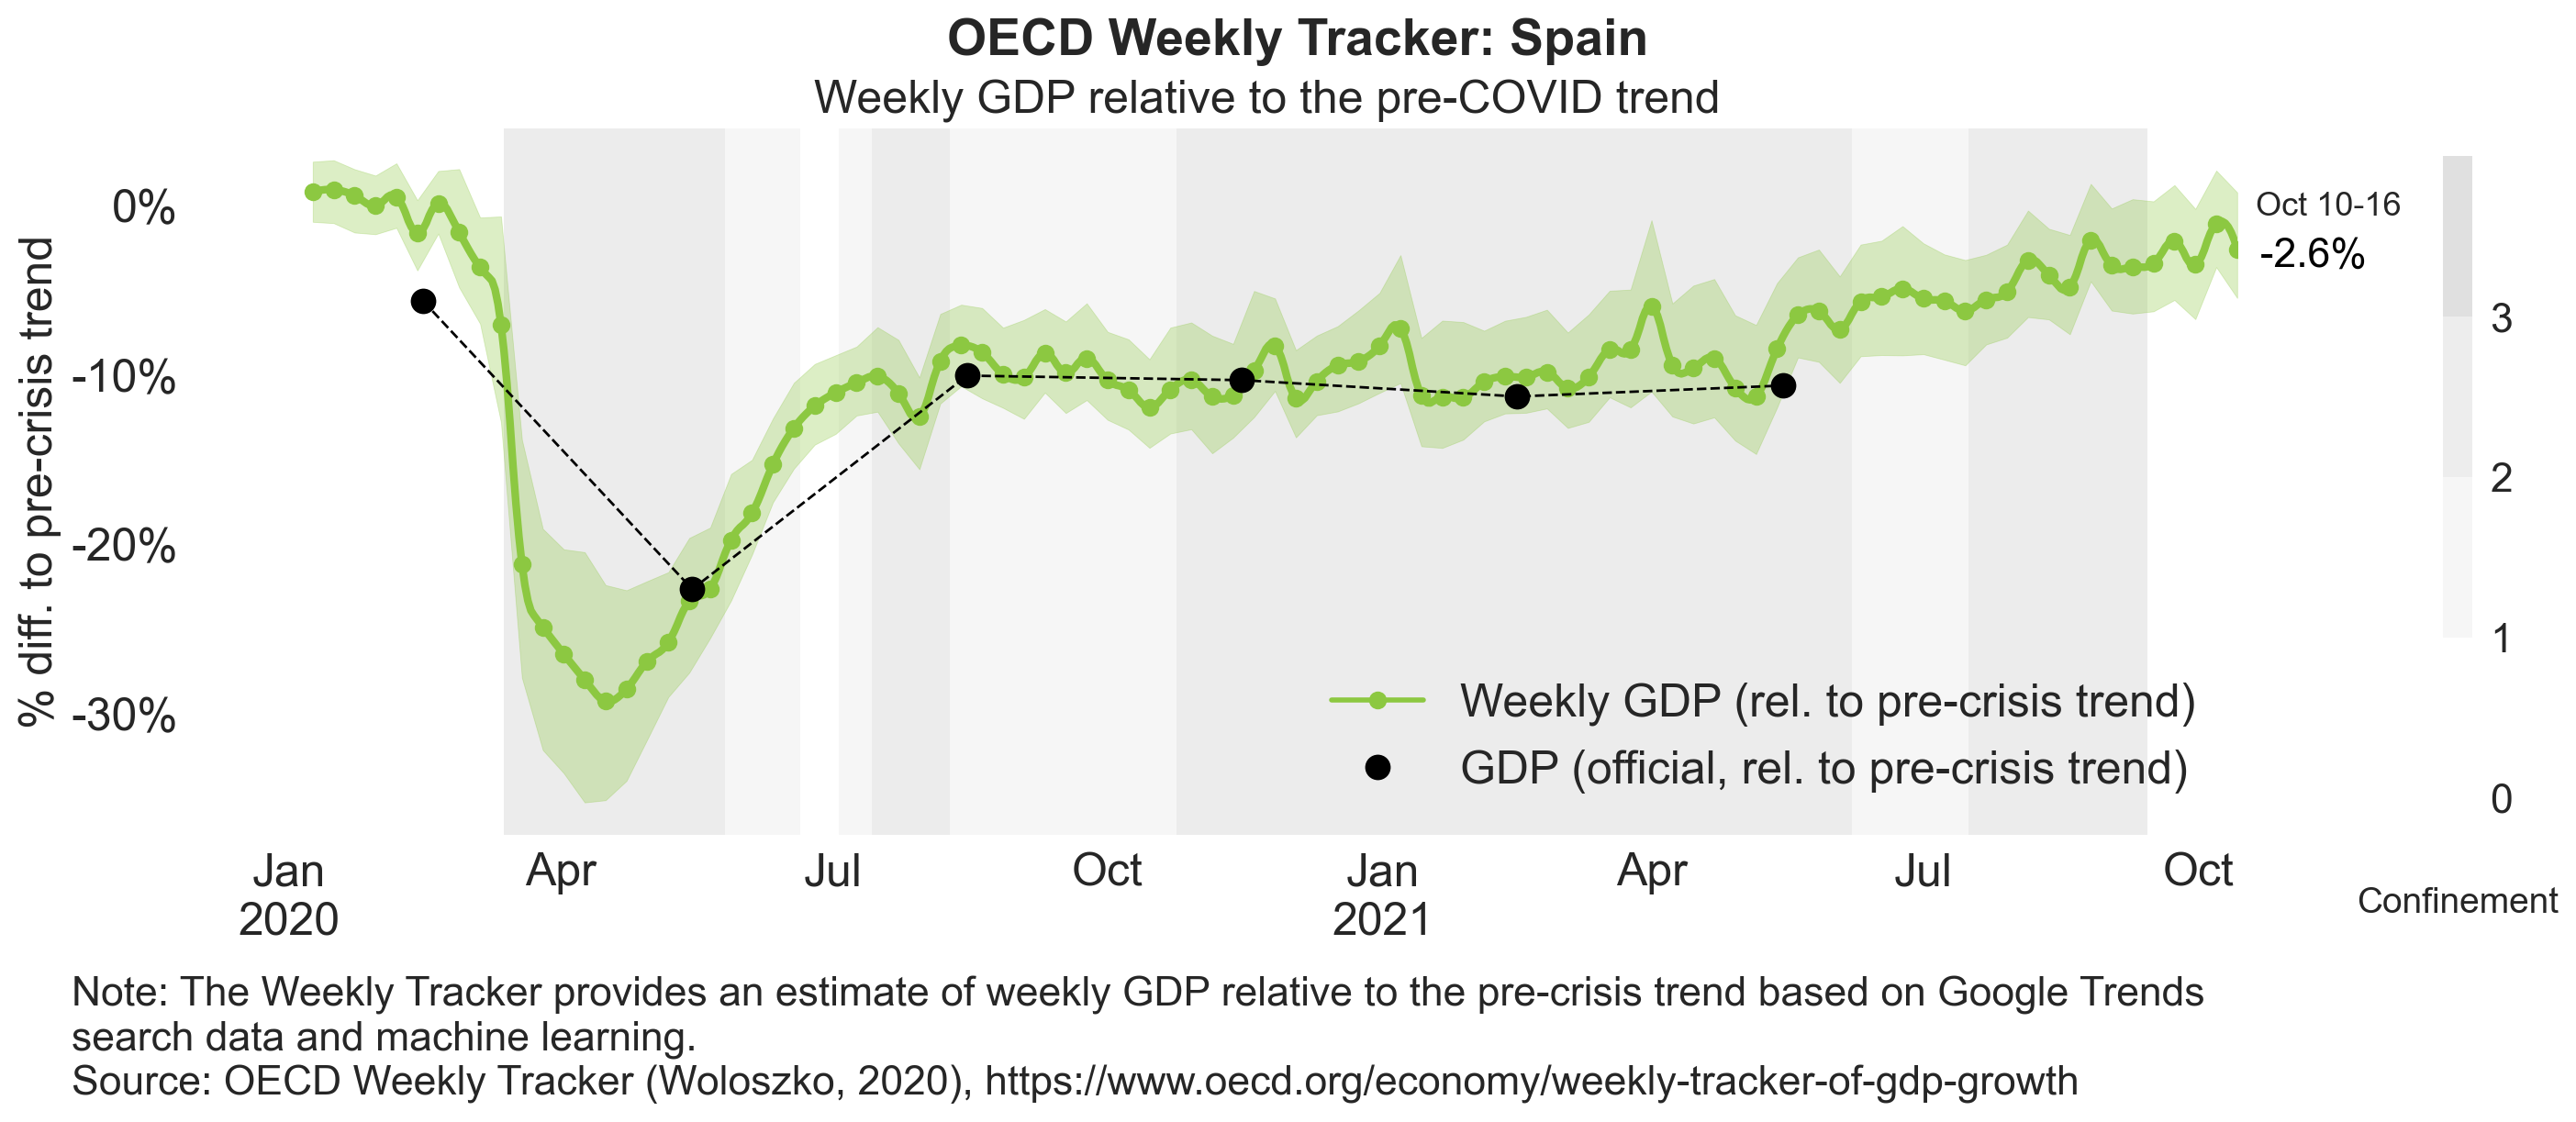 OECD Weekly Tracker: Spain
Weekly GDP relative to the pre-COVID trend
% diff. to pre-crisis trend
0%
-10%
-20%
-30%
Oct 10-16
-2.6%
3
2
1
0
Confinement
Weekly GDP (rel. to pre-crisis trend)
GDP (official, rel. to pre-crisis trend)
Jan Apr Jul Oct Jan Apr Jul Oct
2020 2021
Note: The Weekly Tracker provides an estimate of weekly GDP relative to the pre-crisis trend based on Google Trends
search data and machine learning.
Source: OECD Weekly Tracker (Woloszko, 2020), https://www.oecd.org/economy/weekly-tracker-of-gdp-growth